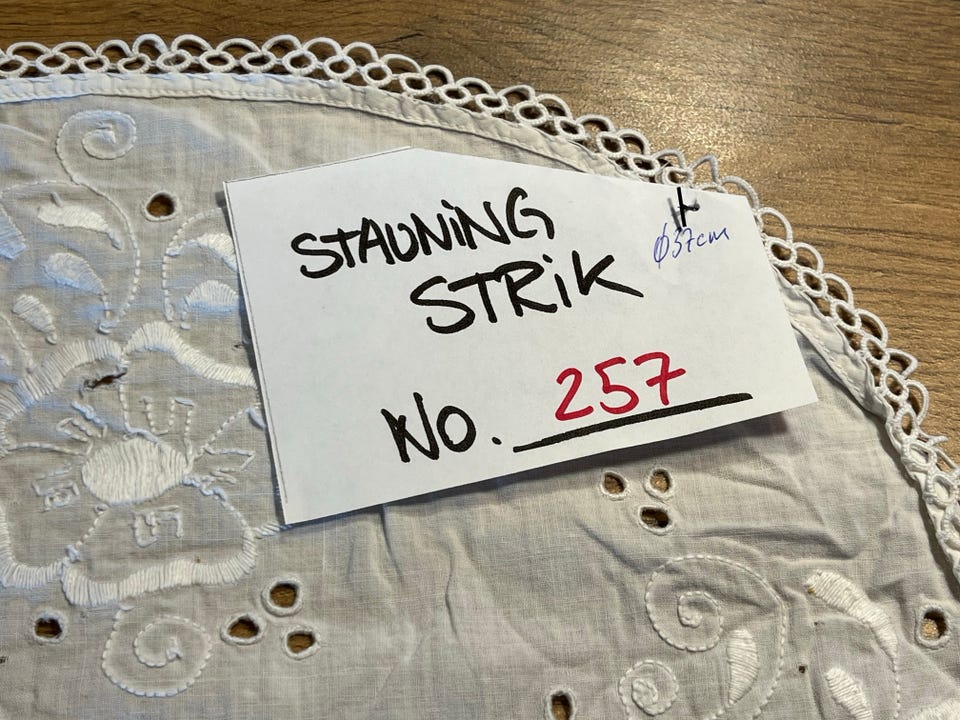 STAUNiNG
STRiK
Ø37cm
No. 257